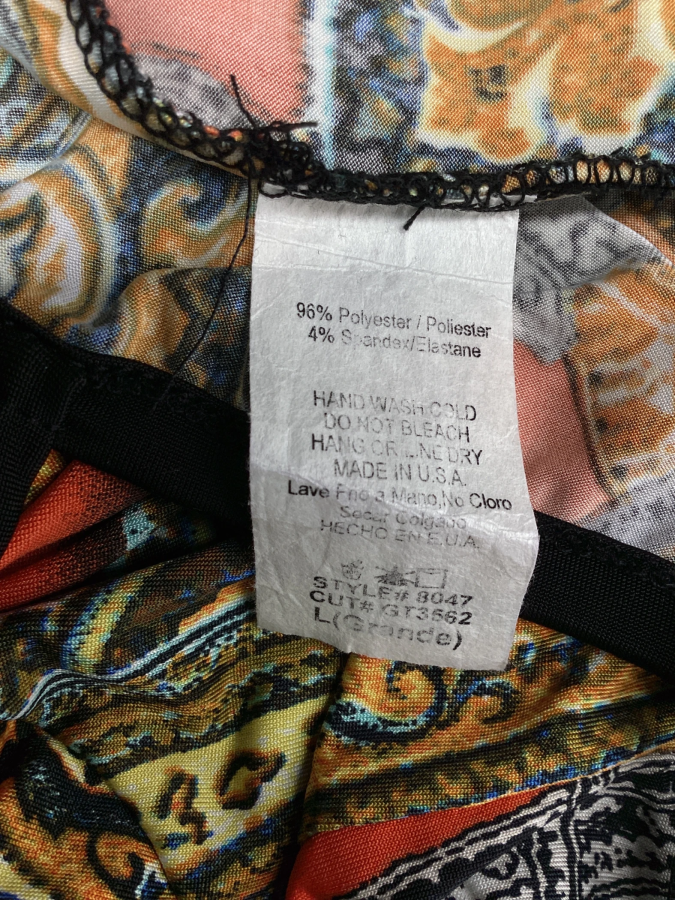 96% Polyester / Poliester
4% Spandex/Elastane
HAND WASH COLD
DO NOT BLEACH
HANG OR LINE DRY
MADE IN U.S.A.
Lave Frio a Mano,No Cloro
Secar Colgado
HECHO EN E.U.A.
STYLE# 8047
CUT# GT3562
L(Grande)